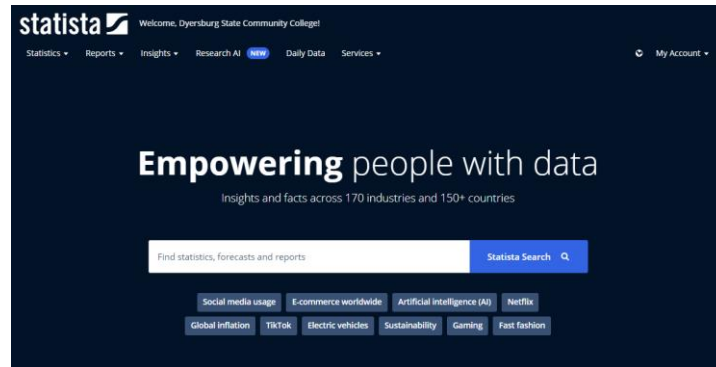 statista
Welcome, Dyersburg State Community College!
Statistics Reports Insights Research AI NEW Daily Data Services My Account
Empowering people with data
Insights and facts across 170 industries and 150+ countries
Find statistics, forecasts and reports Statista Search
Social media usage E-commerce worldwide Artificial intelligence (AI) Netflix
Global inflation TikTok Electric vehicles Sustainability Gaming Fast fashion